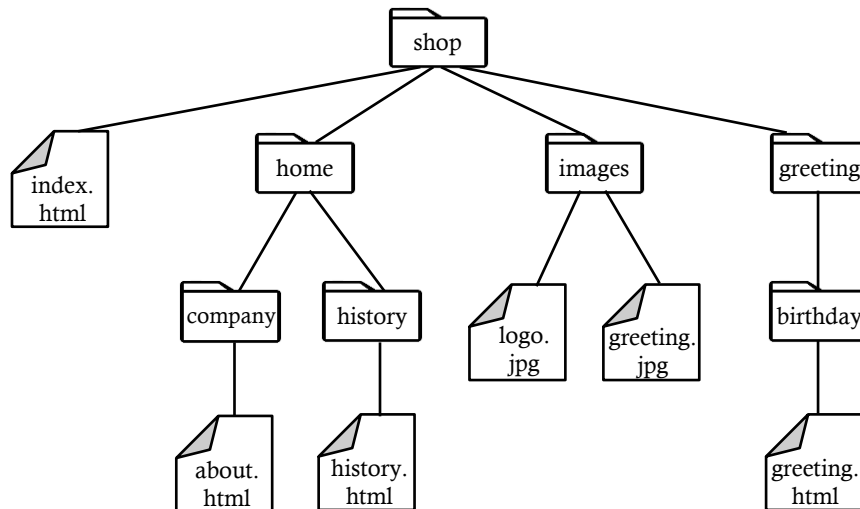 shop
index.
html
home
images
greeting
company
history
logo.
jpg
greeting.
jpg
birthday
about.
html
history.
html
greeting.
html